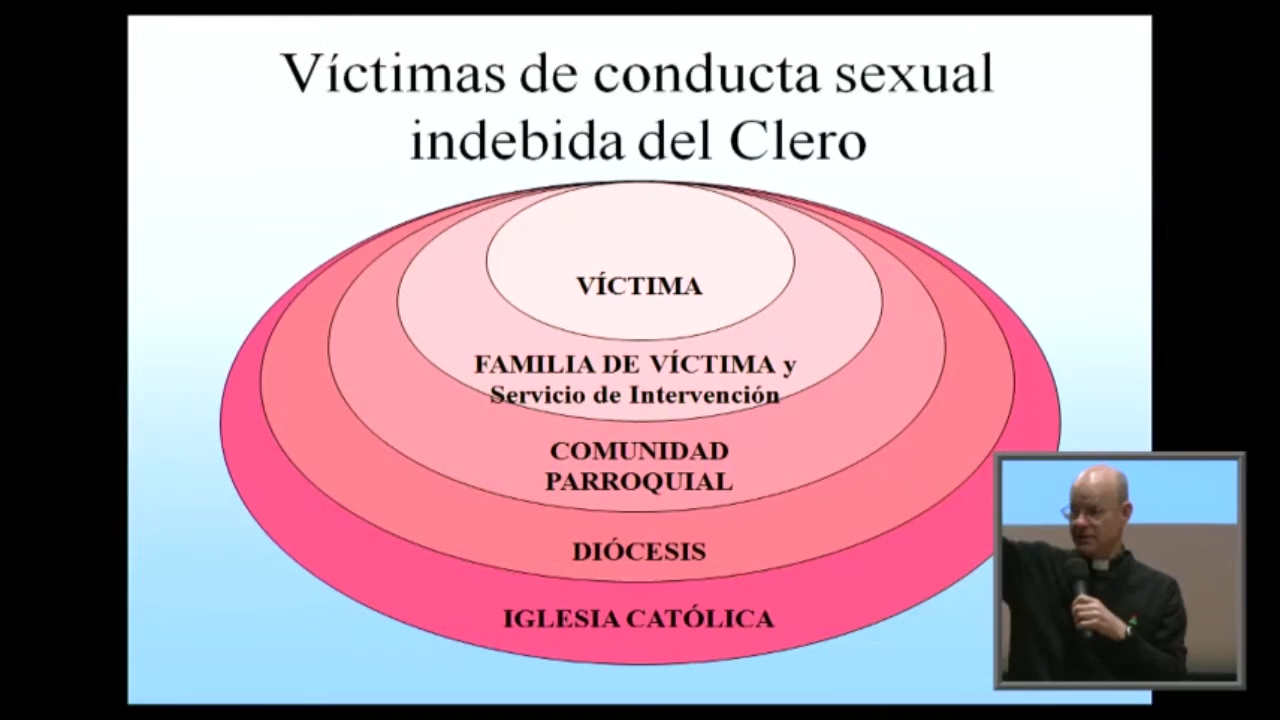 Víctimas de conducta sexual
indebida del Clero
VÍCTIMA
FAMILIA DE VÍCTIMA y
Servicio de Intervención
COMUNIDAD
PARROQUIAL
DIÓCESIS
IGLESIA CATÓLICA